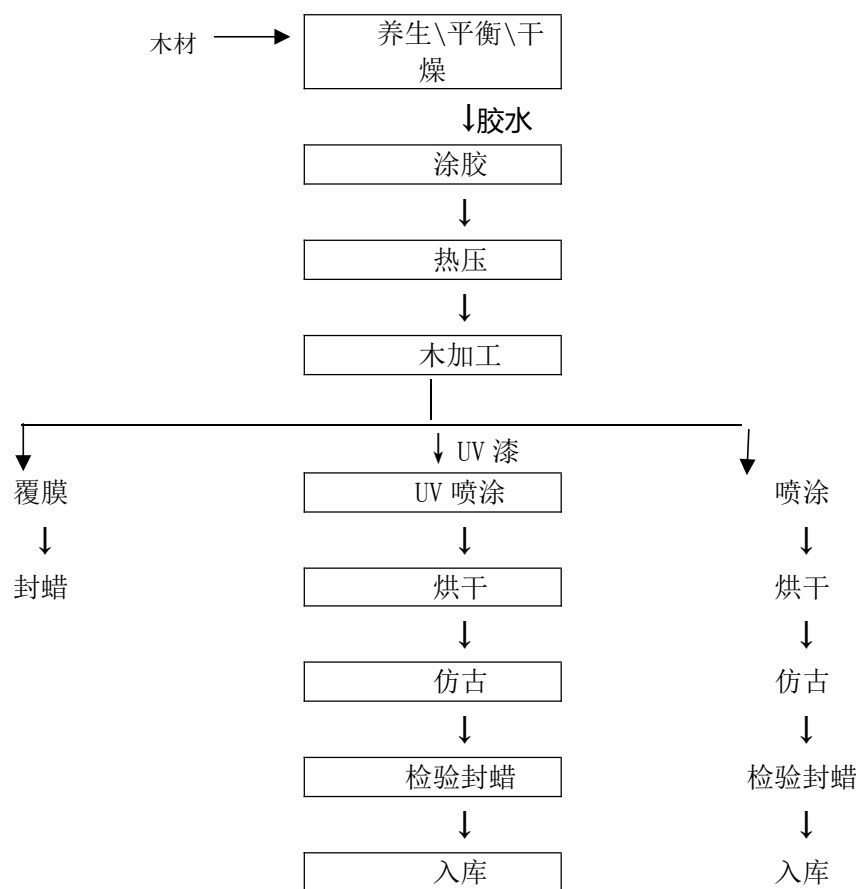 木材
养生\平衡\干
燥
胶水
涂胶
热压
木加工
UV 漆
覆膜
UV 喷涂
喷涂
封蜡
烘干
烘干
仿古
仿古
检验封蜡
检验封蜡
入库
入库